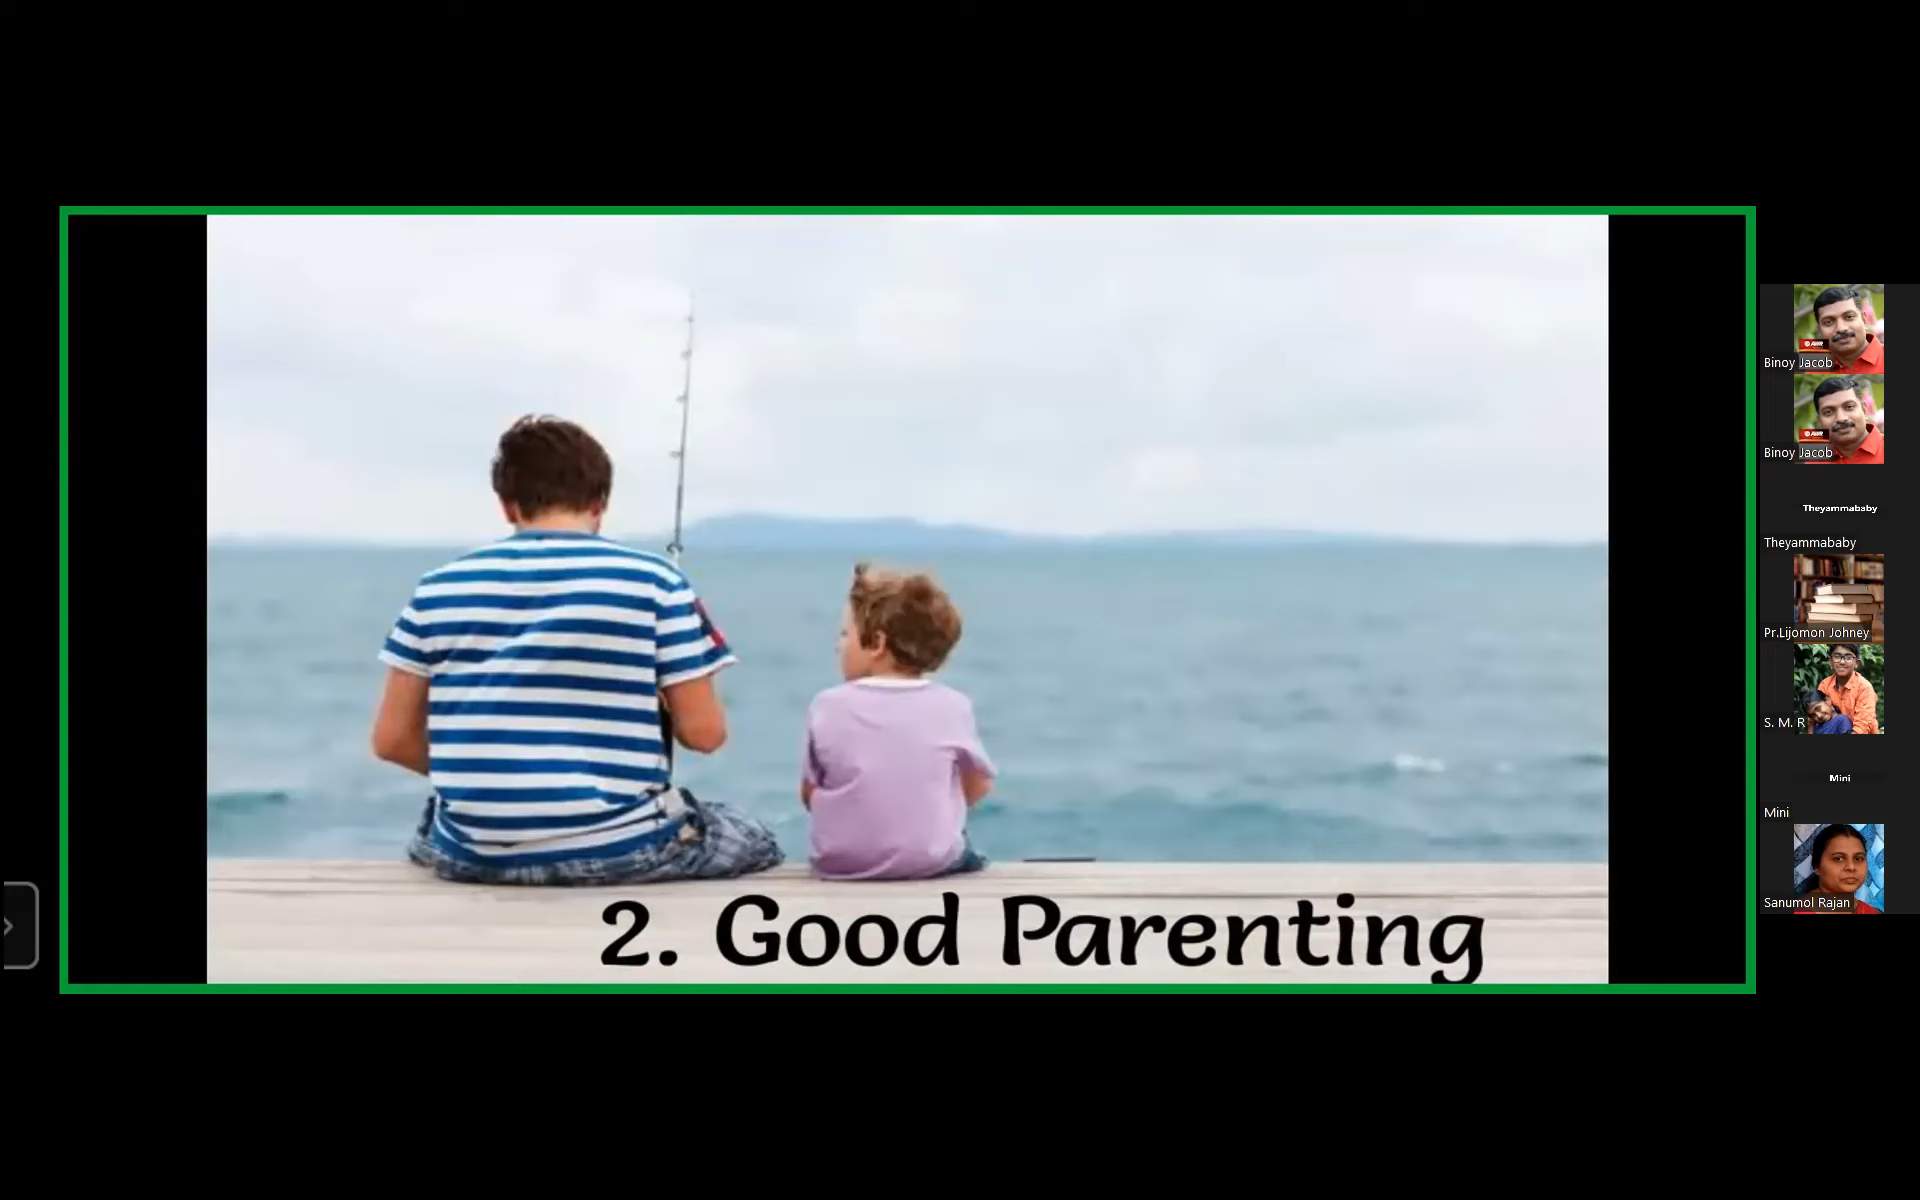 2. Good Parenting
Binoy Jacob
Binoy Jacob
Theyammababy
Theyammababy
Pr.Lijomon Johney
S. M. R
Mini
Mini
Sanumol Rajan